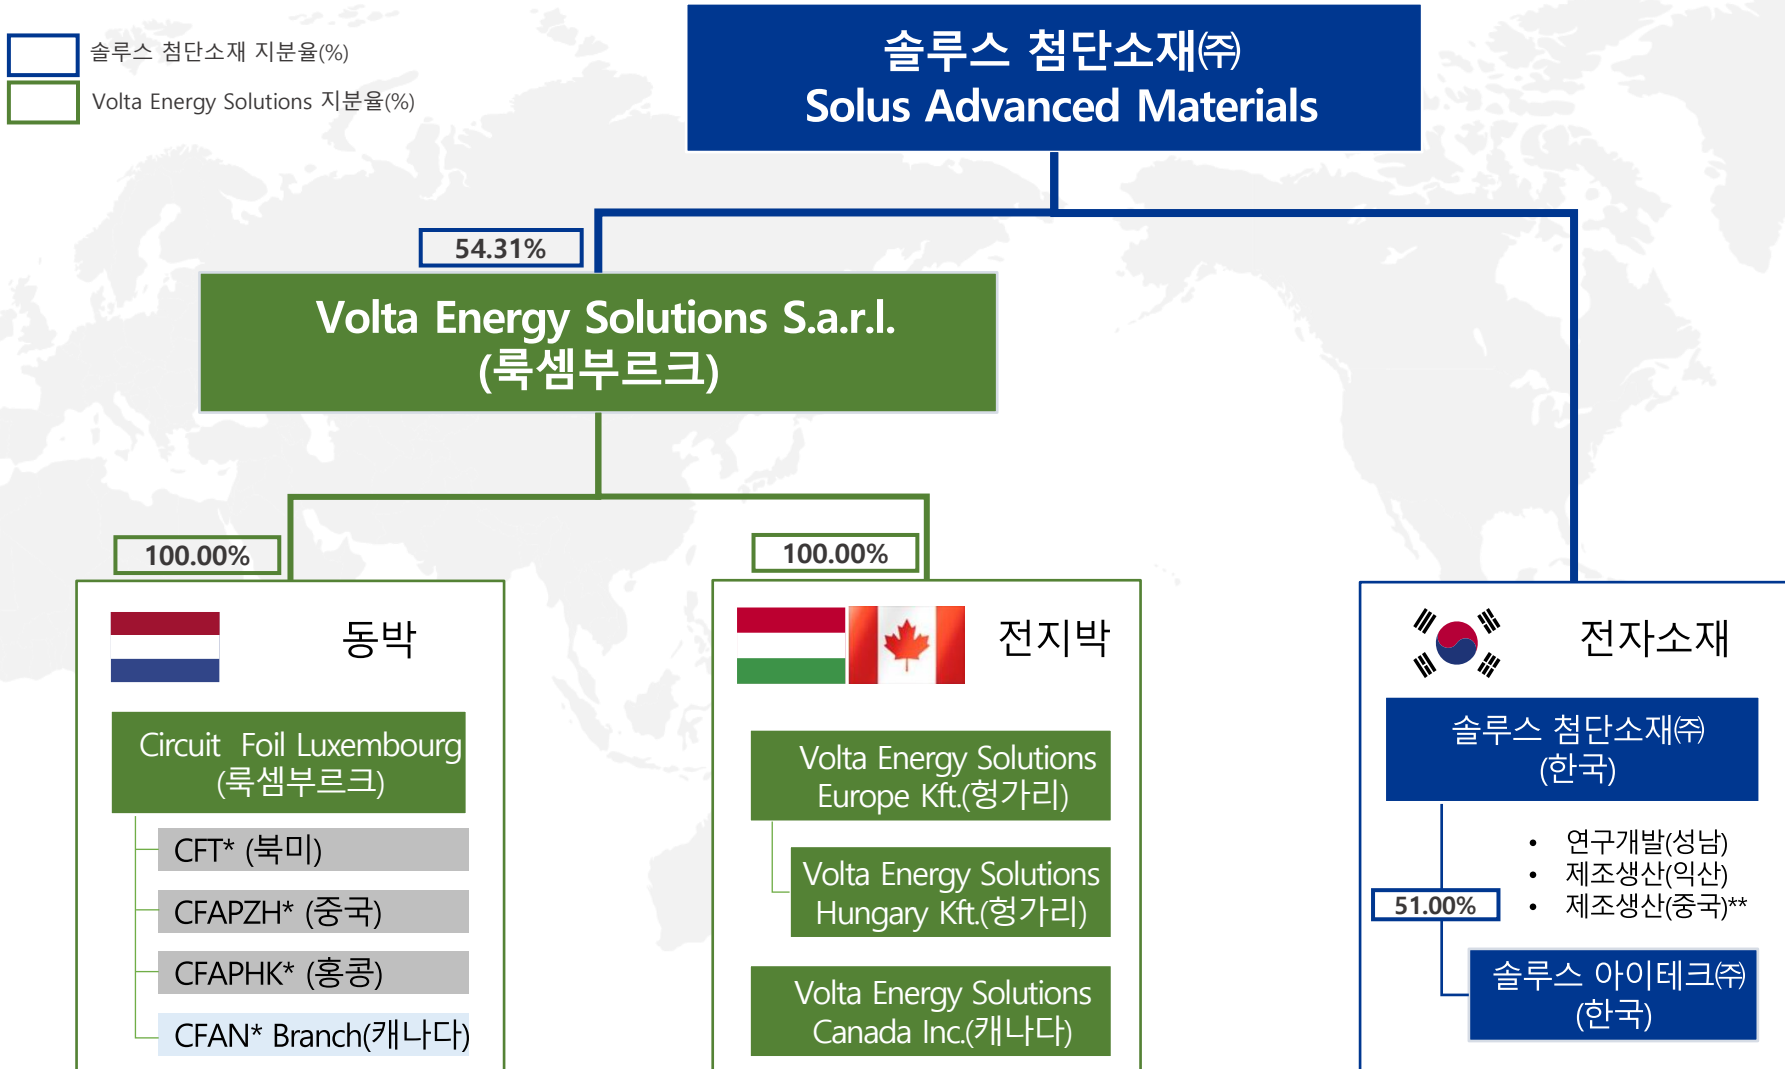 솔루스 첨단소재 지분율(%)
Volta Energy Solutions 지분율(%)
솔루스 첨단소재㈜
Solus Advanced Materials
54.31%
Volta Energy Solutions S.a.r.l.
(룩셈부르크)
100.00%
동박
Circuit Foil Luxembourg
(룩셈부르크)
CFT* (북미)
CFAPZH* (중국)
CFAPHK* (홍콩)
CFAN* Branch(캐나다)
100.00%
전지박
Volta Energy Solutions
Europe Kft.(헝가리)
Volta Energy Solutions
Hungary Kft.(헝가리)
Volta Energy Solutions
Canada Inc.(캐나다)
전자소재
솔루스 첨단소재㈜
(한국)
• 연구개발(성남)
• 제조생산(익산)
• 제조생산(중국)**
51.00%
솔루스 아이테크㈜
(한국)